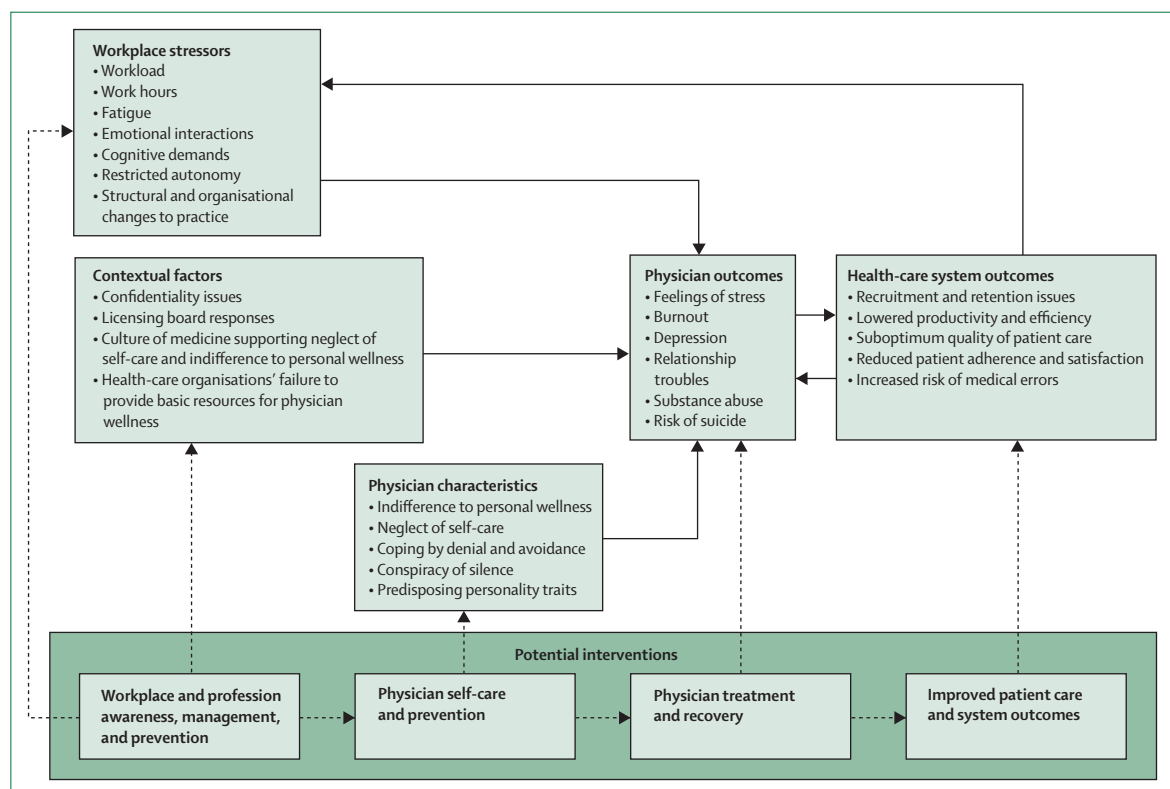 Workplace stressors
• Workload
• Work hours
• Fatigue
• Emotional interactions
• Cognitive demands
• Restricted autonomy
• Structural and organisational
changes to practice
Contextual factors
• Confidentiality issues
• Licensing board responses
• Culture of medicine supporting neglect of
self-care and indifference to personal wellness
• Health-care organisations’ failure to
provide basic resources for physician
wellness
Physician outcomes
• Feelings of stress
• Burnout
• Depression
• Relationship
troubles
• Substance abuse
• Risk of suicide
Health-care system outcomes
• Recruitment and retention issues
• Lowered productivity and efficiency
• Suboptimum quality of patient care
• Reduced patient adherence and satisfaction
• Increased risk of medical errors
Physician characteristics
• Indifference to personal wellness
• Neglect of self-care
• Coping by denial and avoidance
• Conspiracy of silence
• Predisposing personality traits
Potential interventions
Workplace and profession
awareness, management,
and prevention
Physician self-care
and prevention
Physician treatment
and recovery
Improved patient care
and system outcomes